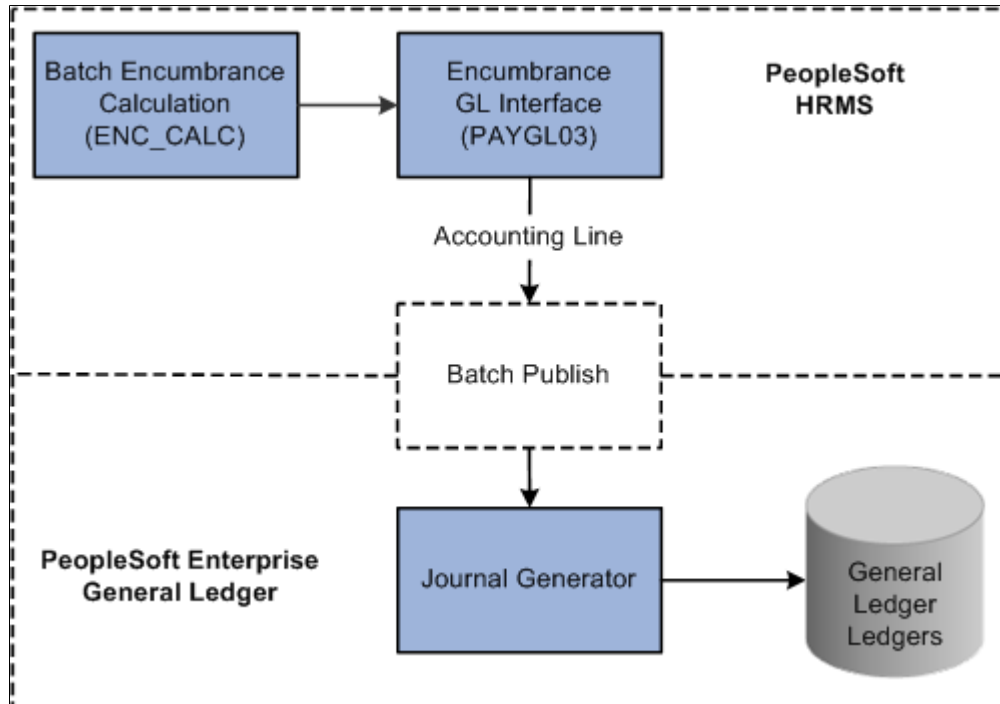 Batch Encumbrance
Calculation
(ENC_CALC)
Encumbrance
GL Interface
(PAYGL03)
PeopleSoft
HRMS
Accounting Line
Batch Publish
PeopleSoft Enterprise
General Ledger
Journal Generator
General
Ledger
Ledgers